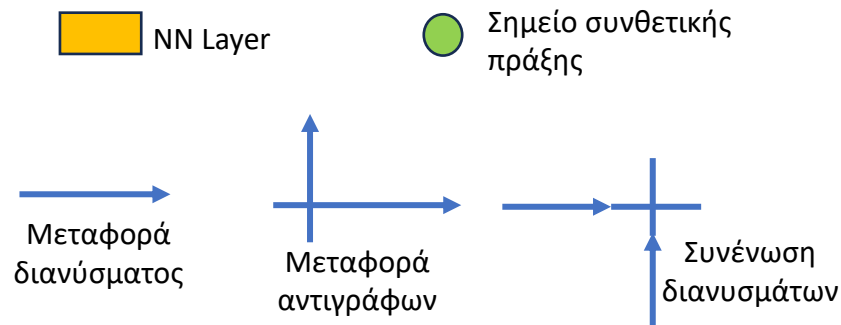 NN Layer
Σημείο συνθετικής
πράξης
Μεταφορά
διανύσματος
Μεταφορά
αντιγράφων
Συνένωση
διανυσμάτων